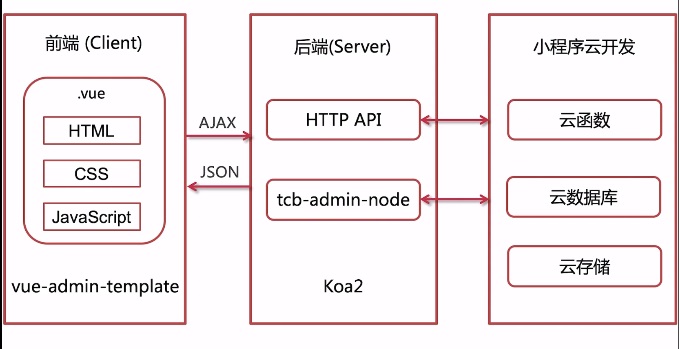 前端 (Client)
.vue
HTML
CSS
JavaScript
vue-admin-template
AJAX
JSON
后端(Server)
HTTP API
tcb-admin-node
Koa2
小程序云开发
云函数
云数据库
云存储